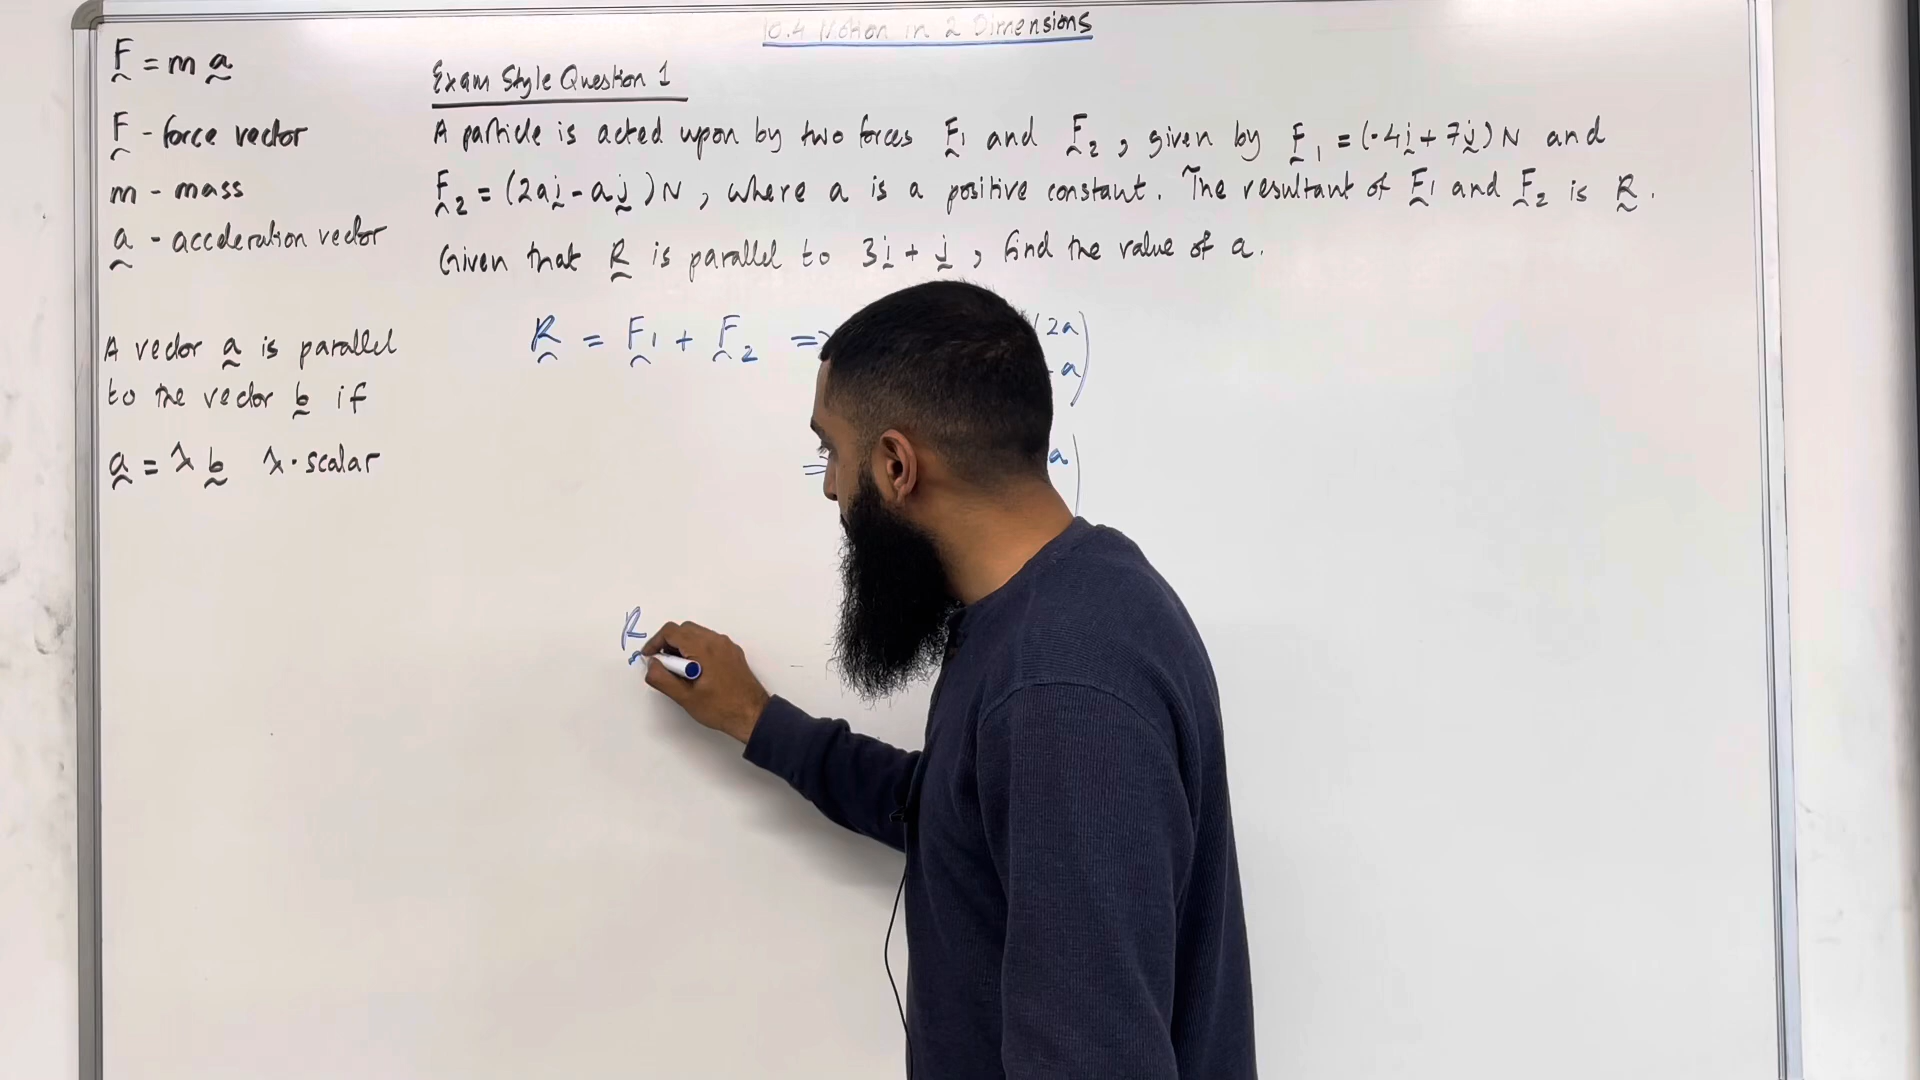 10.4 Motion in 2 Dimensions
F = m a
F - force vector
m - mass
a - acceleration vector
A vector a is parallel
to the vector b if
a = λ b λ - scalar
Exam Style Question 1
A particle is acted upon by two forces F1 and F2, given by F1 = (-4i + 7j) N and
F2 = (2ai - aj) N, where a is a positive constant. The resultant of F1 and F2 is R.
Given that R is parallel to 3i + j, find the value of a.
R = F1 + F2 =>
(2a
-a)
=
a)
R